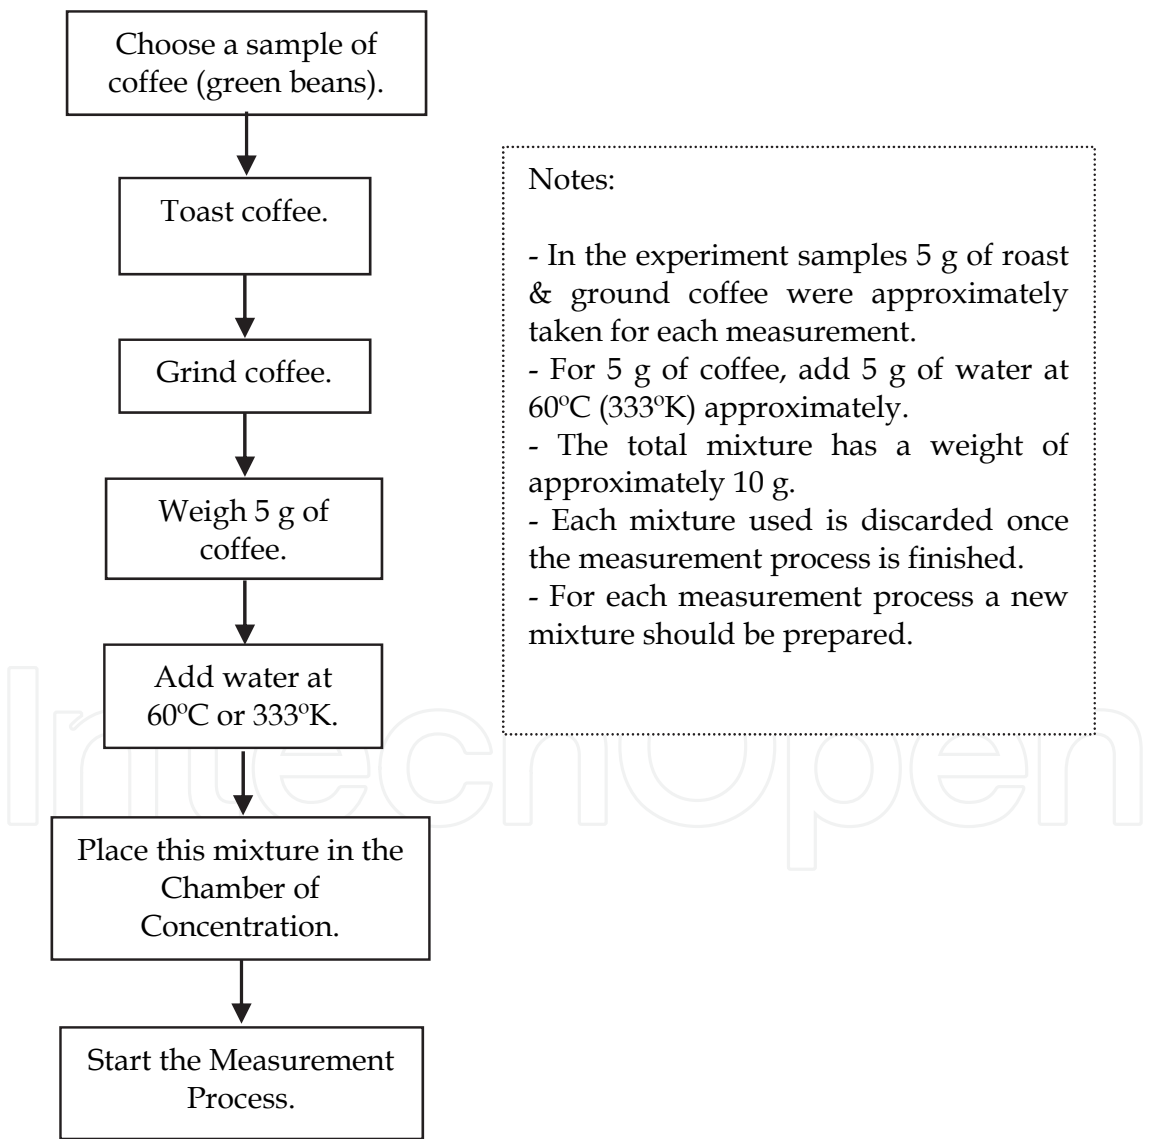 Choose a sample of
coffee (green beans).
Toast coffee.
Grind coffee.
Weigh 5 g of
coffee.
Add water at
60ºC or 333ºK.
Place this mixture in the
Chamber of
Concentration.
Start the Measurement
Process.
Notes:
- In the experiment samples 5 g of roast
& ground coffee were approximately
taken for each measurement.
- For 5 g of coffee, add 5 g of water at
60ºC (333ºK) approximately.
- The total mixture has a weight of
approximately 10 g.
- Each mixture used is discarded once
the measurement process is finished.
- For each measurement process a new
mixture should be prepared.
IntechOpen